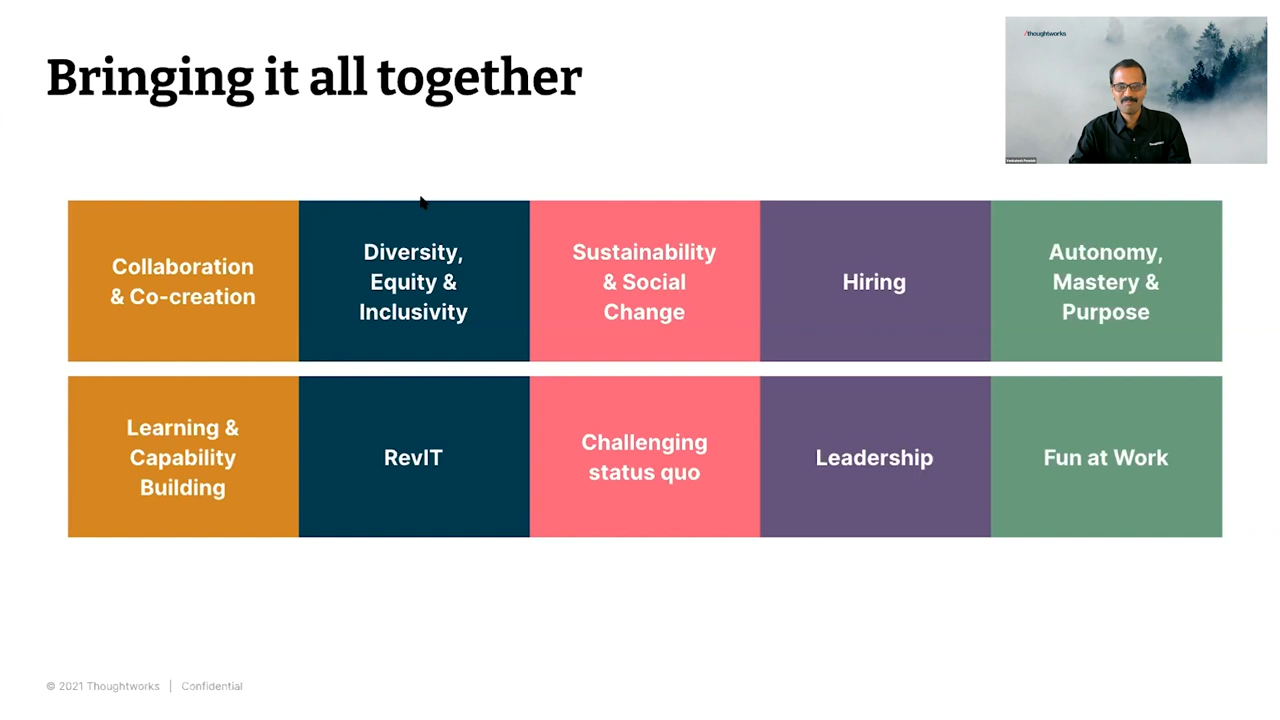 Bringing it all together
/thoughtworks
Collaboration
& Co-creation
Diversity,
Equity &
Inclusivity
Sustainability
& Social
Change
Hiring
Autonomy,
Mastery &
Purpose
Learning &
Capability
Building
RevIT
Challenging
status quo
Leadership
Fun at Work
© 2021 Thoughtworks | Confidential